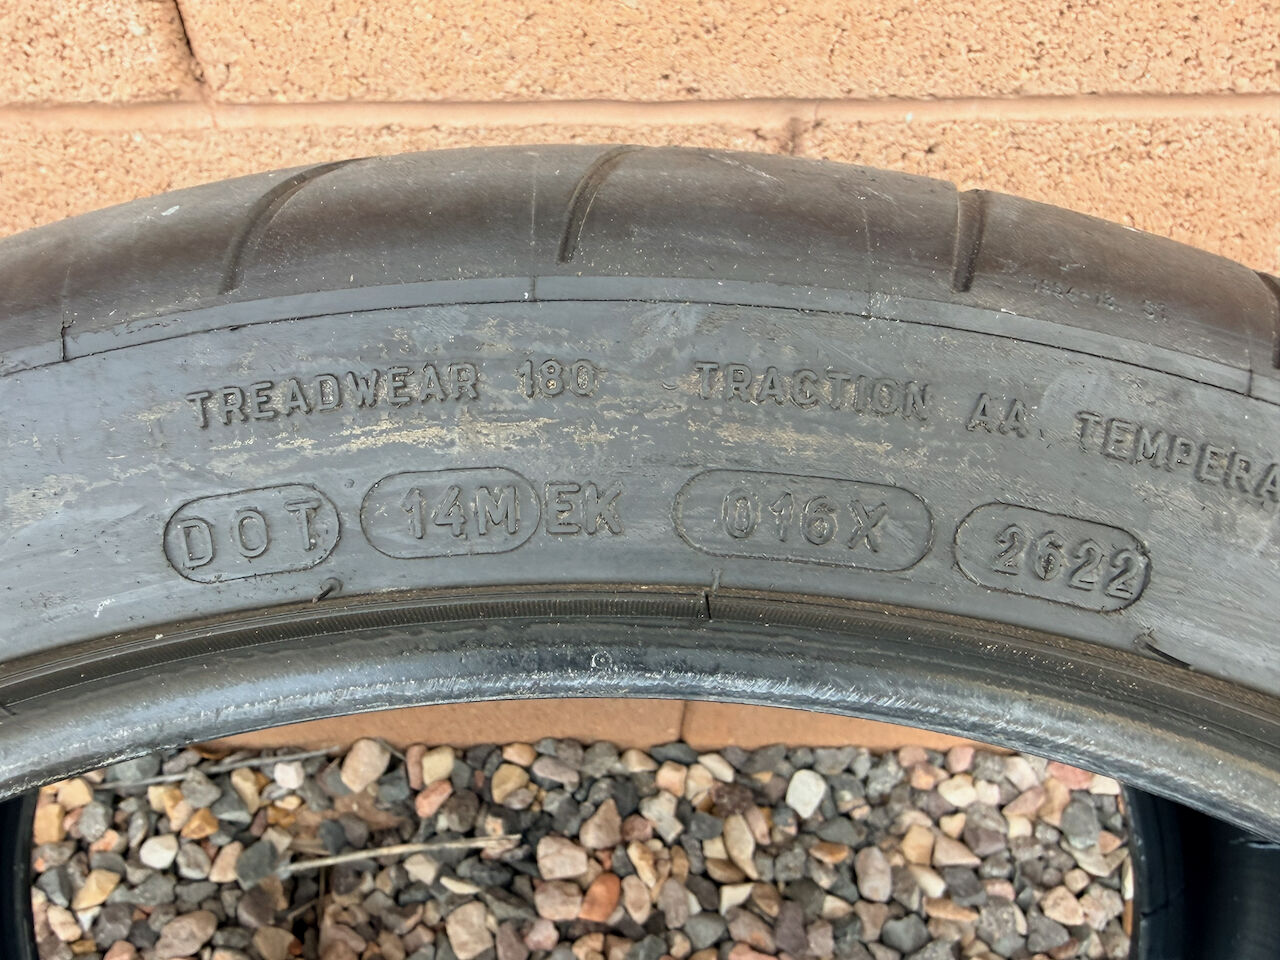 TREADWEAR 180 TRACTION AA TEMPERA
DOT 14M EK 016X 2622